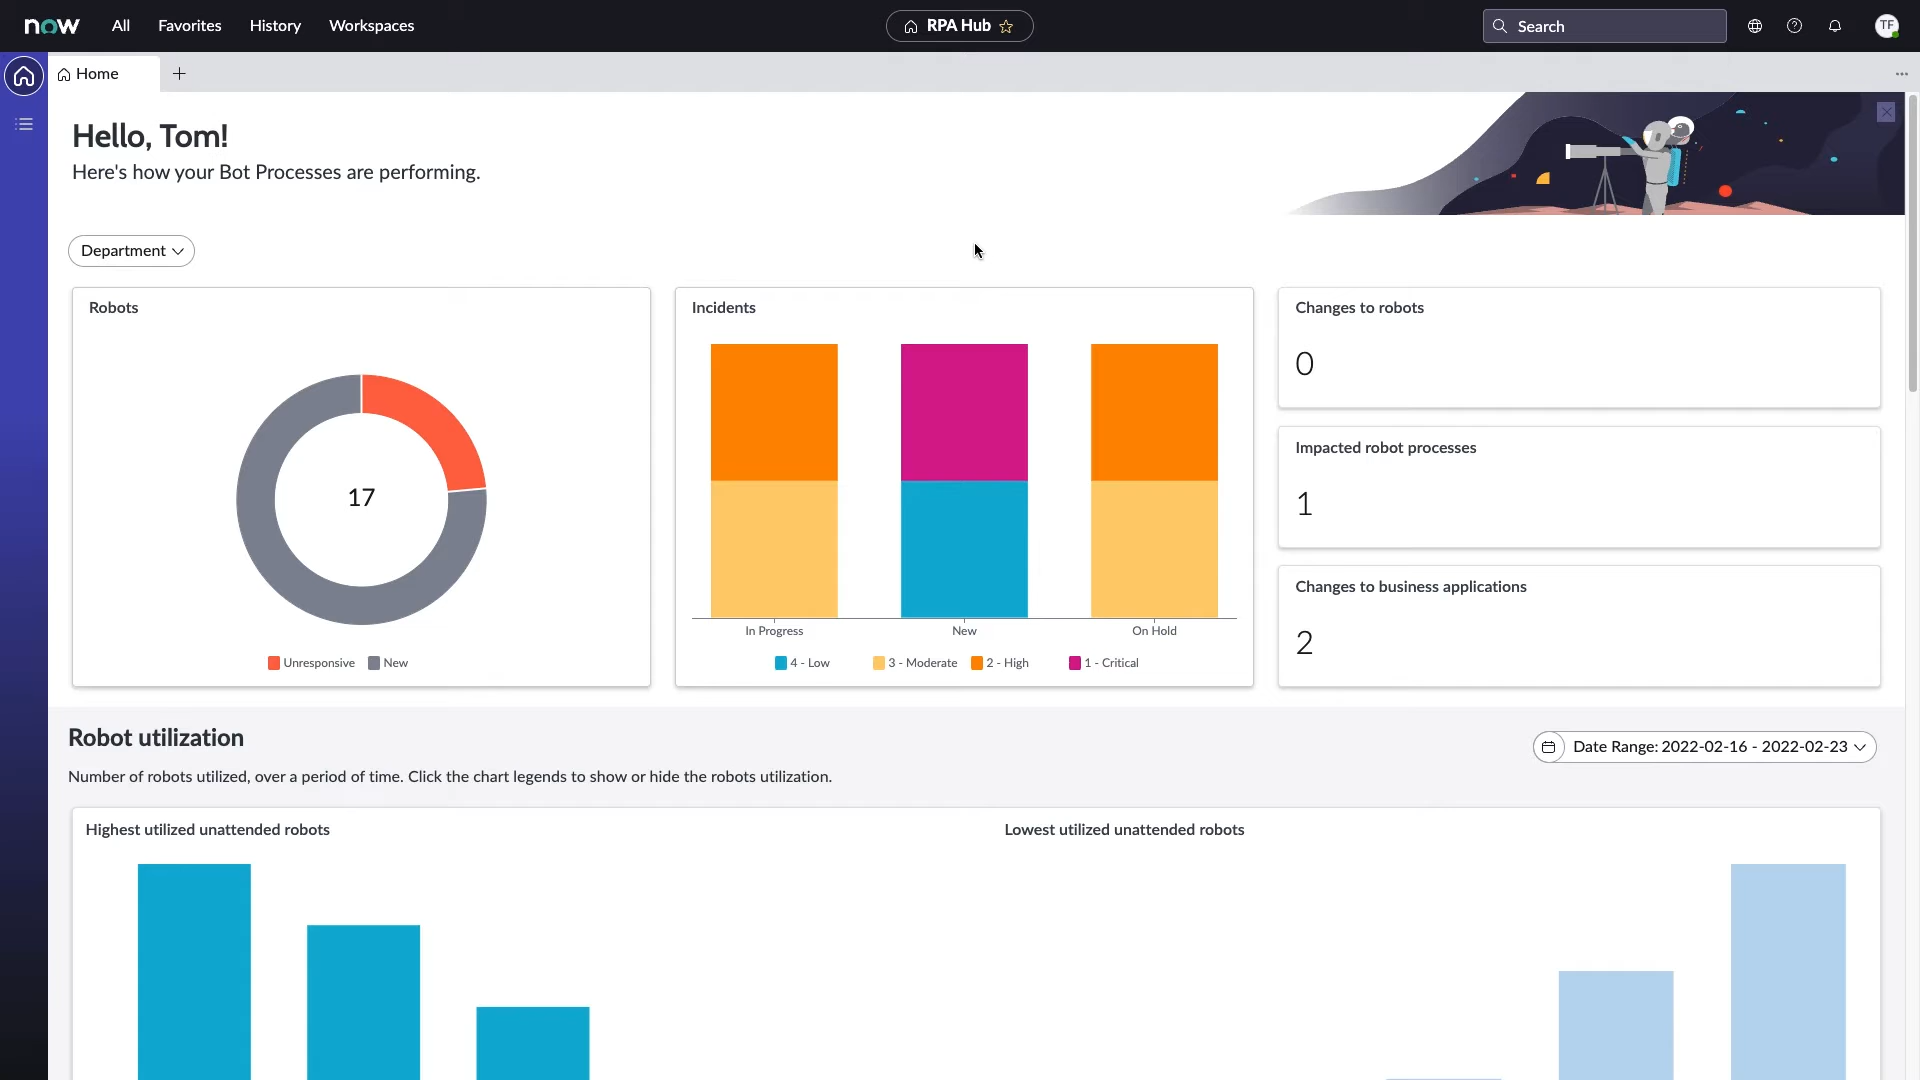 now All Favorites History Workspaces RPA Hub Search TF
Home
Hello, Tom!
Here's how your Bot Processes are performing.
Department
Robots
17
Unresponsive New
Incidents
In Progress New On Hold
4 - Low 3 - Moderate 2 - High 1 - Critical
Changes to robots
0
Impacted robot processes
1
Changes to business applications
2
Robot utilization
Date Range: 2022-02-16 - 2022-02-23
Number of robots utilized, over a period of time. Click the chart legends to show or hide the robots utilization.
Highest utilized unattended robots
Lowest utilized unattended robots